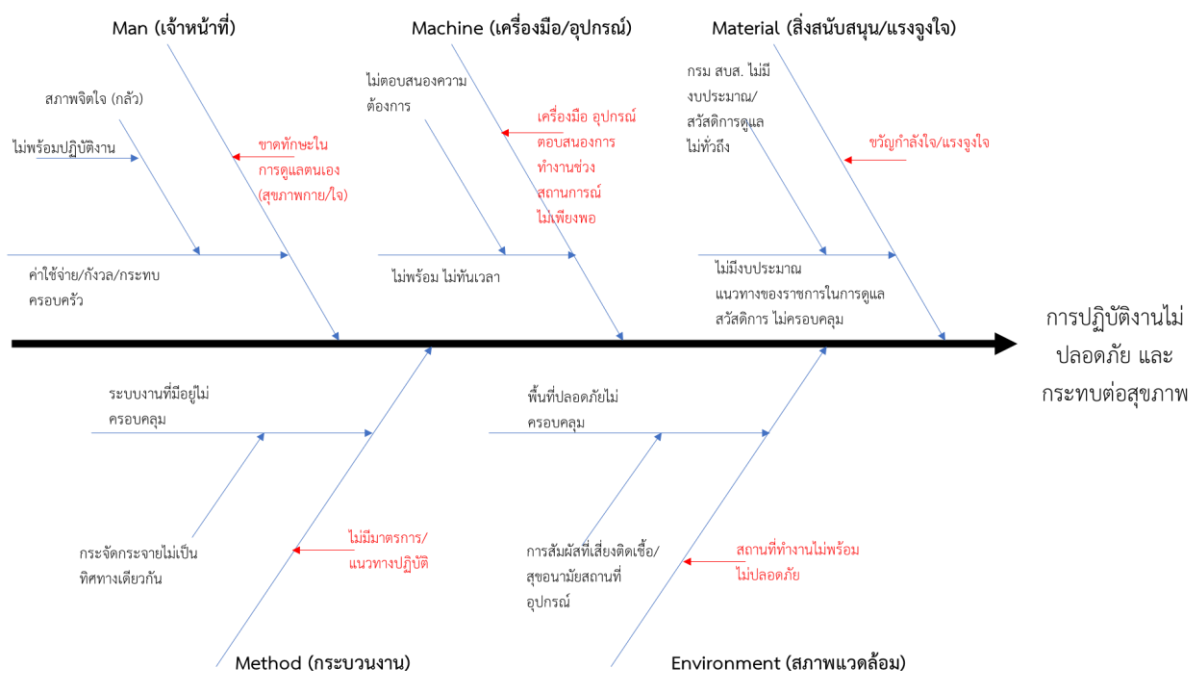 Man (เจ้าหน้าที่)
Machine (เครื่องมือ/อุปกรณ์)
Material (สิ่งสนับสนุน/แรงจูงใจ)
สภาพจิตใจ (กลัว)
ไม่พร้อมปฏิบัติงาน
ขาดทักษะใน
การดูแลตนเอง
(สุขภาพกาย/ใจ)
ค่าใช้จ่าย/กังวล/กระทบ
ครอบครัว
ไม่ตอบสนองความ
ต้องการ
เครื่องมือ อุปกรณ์
ตอบสนองการ
ทำงานช่วง
สถานการณ์
ไม่เพียงพอ
ไม่พร้อม ไม่ทันเวลา
กรม สบส. ไม่มี
งบประมาณ/
สวัสดิการดูแล
ไม่ทั่วถึง
ขวัญกำลังใจ/แรงจูงใจ
ไม่มีงบประมาณ
แนวทางของราชการในการดูแล
สวัสดิการ ไม่ครอบคลุม
การปฏิบัติงานไม่
ปลอดภัย และ
กระทบต่อสุขภาพ
ระบบงานที่มีอยู่ไม่
ครอบคลุม
กระจัดกระจายไม่เป็น
ทิศทางเดียวกัน
ไม่มีมาตรการ/
แนวทางปฏิบัติ
พื้นที่ปลอดภัยไม่
ครอบคลุม
การสัมผัสที่เสี่ยงติดเชื้อ/
สุขอนามัยสถานที่
อุปกรณ์
สถานที่ทำงานไม่พร้อม
ไม่ปลอดภัย
Method (กระบวนงาน)
Environment (สภาพแวดล้อม)